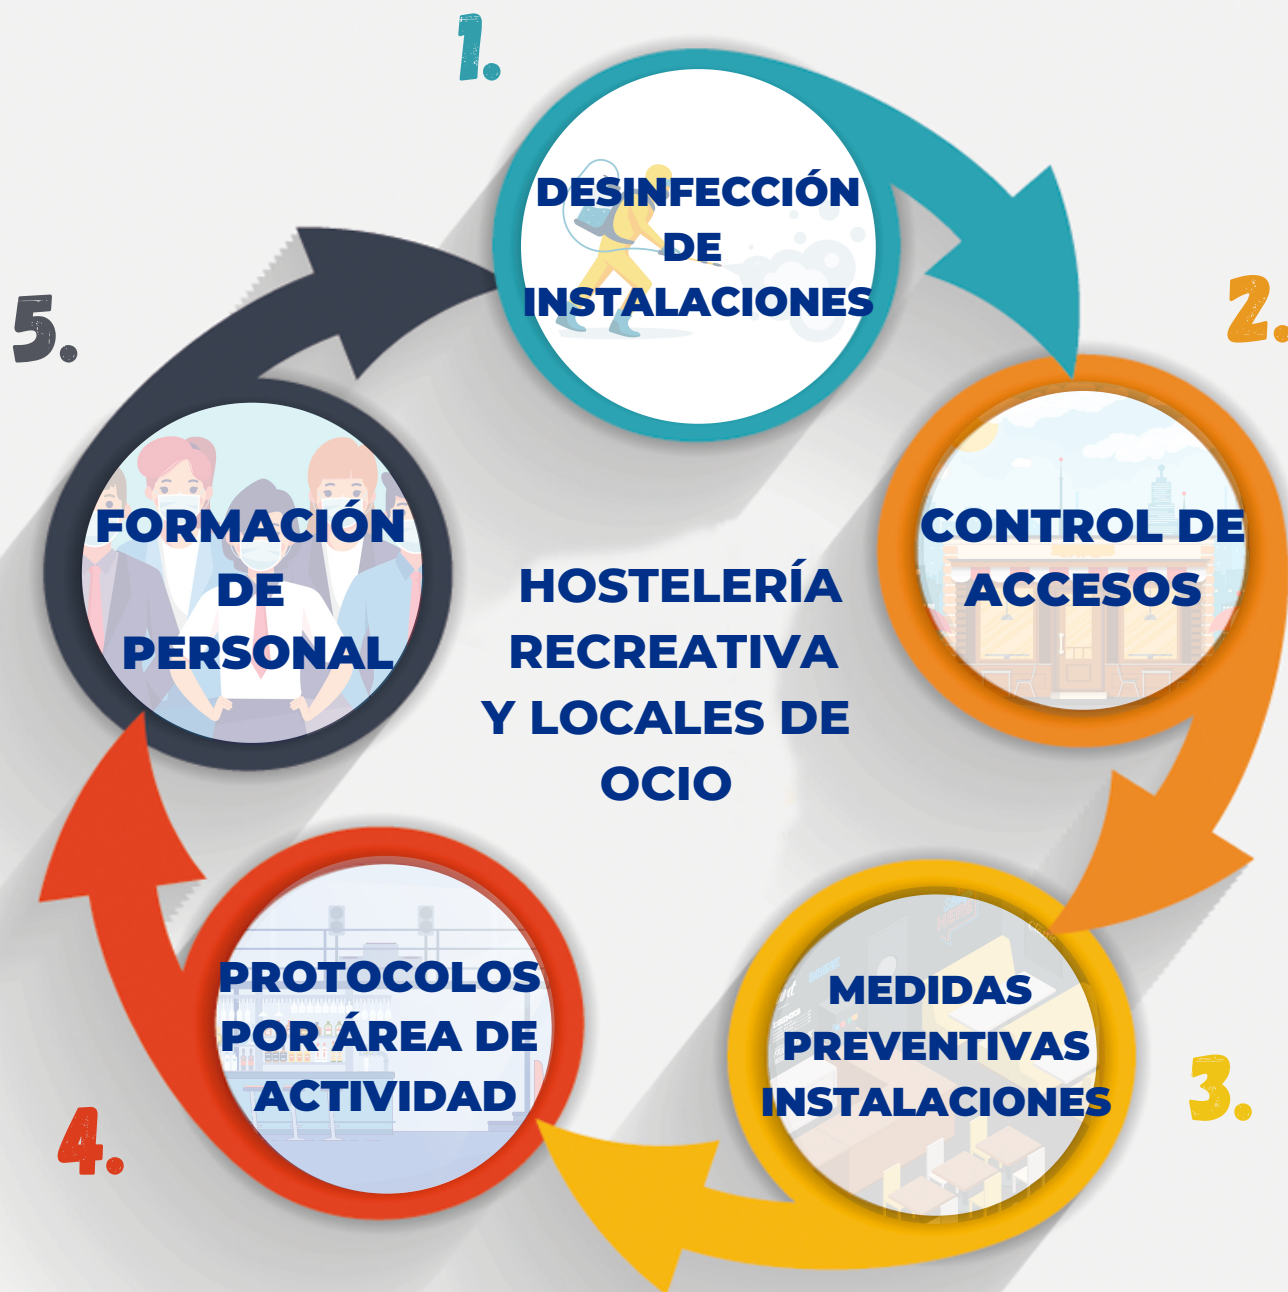 1.
DESINFECCIÓN
DE
INSTALACIONES
2.
CONTROL DE
ACCESOS
3.
MEDIDAS
PREVENTIVAS
INSTALACIONES
4.
PROTOCOLOS
POR ÁREA DE
ACTIVIDAD
5.
FORMACIÓN
DE
PERSONAL
HOSTELERÍA
RECREATIVA
Y LOCALES DE
OCIO